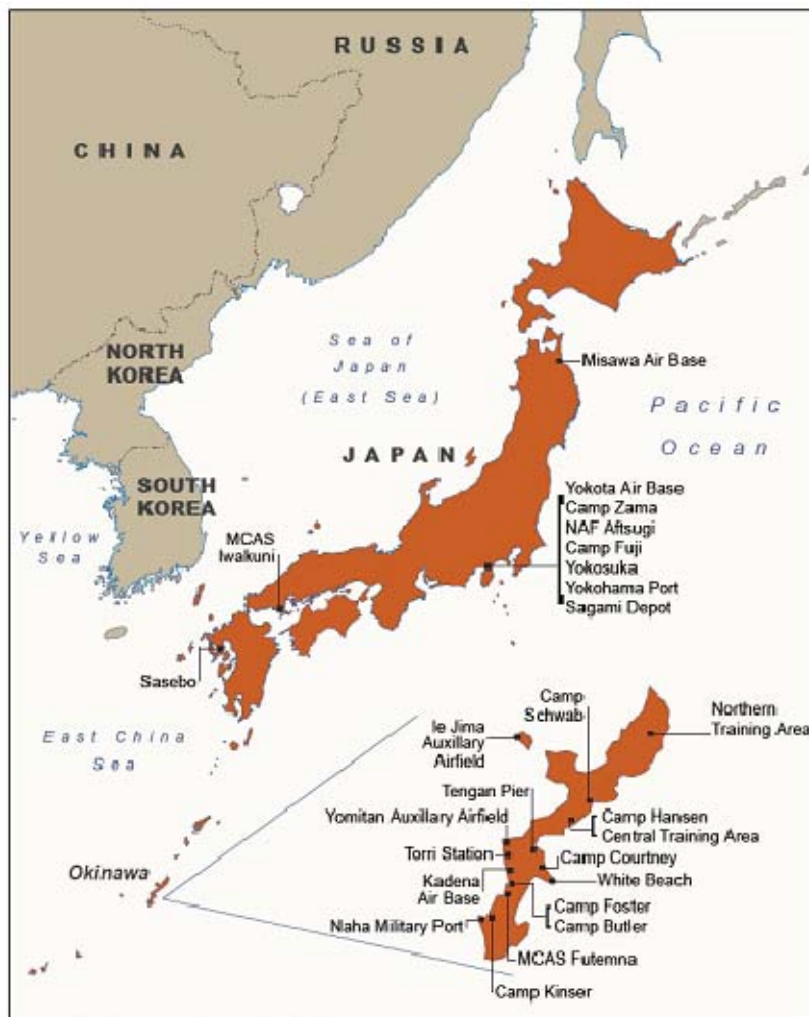 RUSSIA
CHINA
NORTH
KOREA
Sea of
Japan
(East Sea)
Misawa Air Base
Pacific
Ocean
JAPAN
SOUTH
KOREA
Yellow
Sea
MCAS
Iwalkuni
Yokota Air Base
Camp Zama
NAF Aftsugi
Camp Fuji
Yokosuka
Yokohama Port
Sagami Depot
Sasebo
East China
Sea
Camp
Schwab
Northern
Training Area
Ie Jima
Auxillary
Airfield
Tengan Pier
Yomitan Auxillary Airfield
Camp Hansen
Central Training Area
Torri Station
Camp Courtney
Okinawa
Kadena
Air Base
White Beach
Camp Foster
Camp Butler
Naha Military Port
MCAS Futemna
Camp Kinser